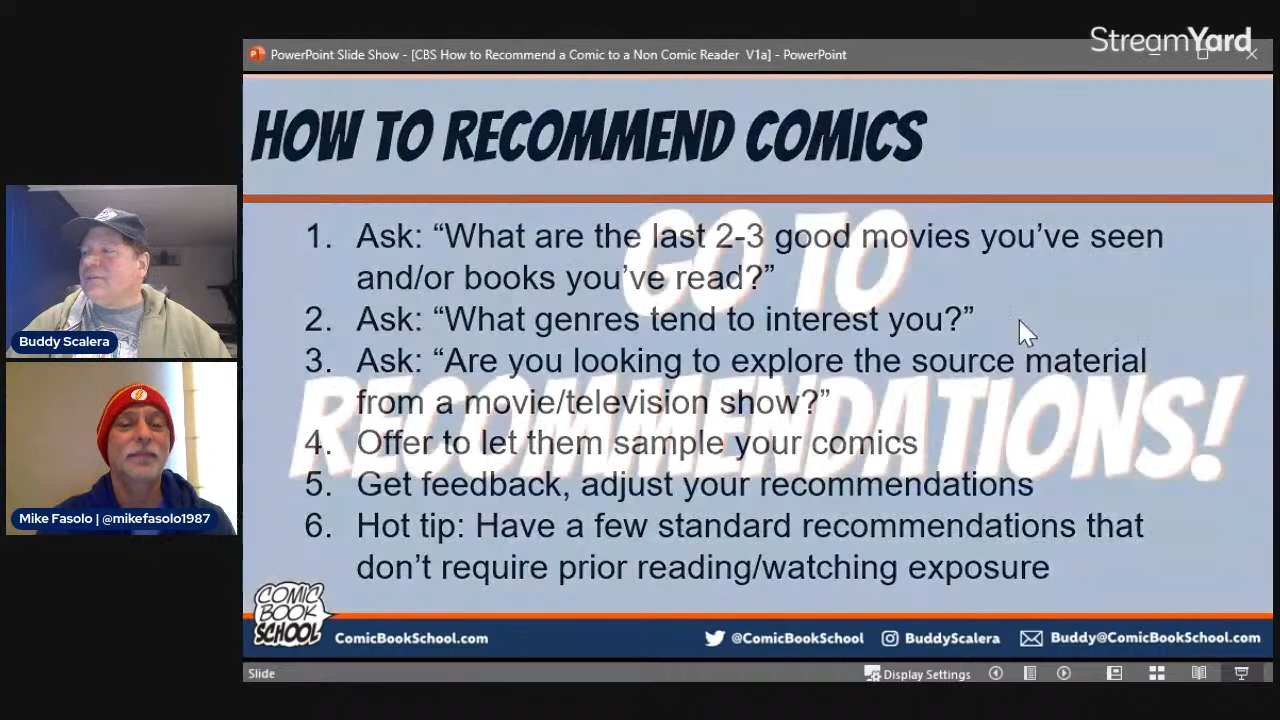 StreamYard
PowerPoint Slide Show - [CBS How to Recommend a Comic to a Non Comic Reader V1a] - PowerPoint
HOW TO RECOMMEND COMICS
GO TO
RECOMMENDATIONS!
1. Ask: “What are the last 2-3 good movies you’ve seen
and/or books you’ve read?”
2. Ask: “What genres tend to interest you?”
3. Ask: “Are you looking to explore the source material
from a movie/television show?”
4. Offer to let them sample your comics
5. Get feedback, adjust your recommendations
6. Hot tip: Have a few standard recommendations that
don’t require prior reading/watching exposure
Buddy Scalera
Mike Fasolo | @mikefasolo1987
COMIC
BOOK
SCHOOL
ComicBookSchool.com
@ComicBookSchool
BuddyScalera
Buddy@ComicBookSchool.com
Slide
Display Settings